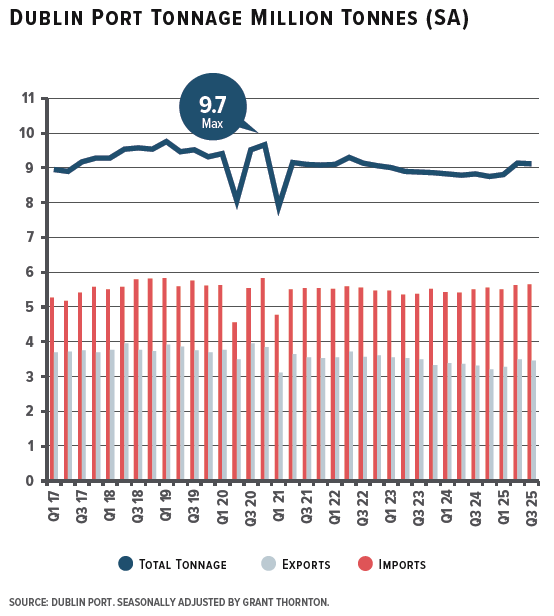 Dublin Port Tonnage Million Tonnes (SA)
9.7
Max
11
10
9
8
7
6
5
4
3
2
1
0
Q1 17
Q3 17
Q1 18
Q3 18
Q1 19
Q3 19
Q1 20
Q3 20
Q1 21
Q3 21
Q1 22
Q3 22
Q1 23
Q3 23
Q1 24
Q3 24
Q1 25
Q3 25
Total Tonnage
Exports
Imports
SOURCE: DUBLIN PORT. SEASONALLY ADJUSTED BY GRANT THORNTON.